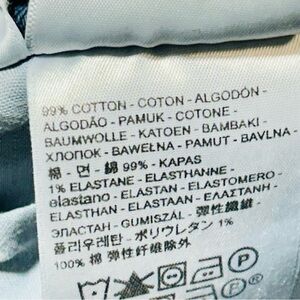 99% COTTON - COTON - ALGODÓN -
ALGODÃO - PAMUK - COTONE -
BAUMWOLLE - KATOEN - BAMBAKI -
ХЛОПОК - BAWEŁNA - PAMUT - BAVLNA -
棉 - 면 - 綿 99% - KAPAS
1% ELASTANE - ELASTHANNE -
elastano - ELASTAN - ELASTOMERO -
ELASTAN - ELASTAAN - ΕΛΑΣΤΑΝΗ -
ЭЛАСТАН - GUMISZÁL - 彈性纖維 -
폴리우레탄 - ポリウレタン 1%
100% 棉 弹性纤维除外
P